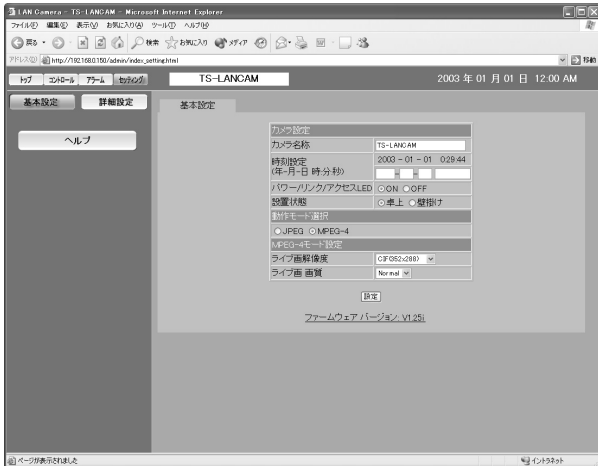 LAN Camera - TS-LANCAM - Microsoft Internet Explorer
ファイル(F) 編集(E) 表示(V) お気に入り(A) ツール(T) ヘルプ(H)
戻る 検索 お気に入り メディア
アドレス(D) http://192.168.0.150/admin/index_setting.html 移動
トップ コントロール アラーム セッティング TS-LANCAM 2003 年 01 月 01 日 12:00 AM
基本設定 詳細設定
ヘルプ
基本設定
カメラ設定
カメラ名称 TS-LANCAM
時刻設定 2003 - 01 - 01 0:29:44
(年-月-日 時:分:秒) - -
パワー/リンク/アクセスLED ON OFF
設置状態 卓上 壁掛け
動作モード選択
JPEG MPEG-4
MPEG-4モード設定
ライブ画解像度 CIF(352x288)
ライブ画 画質 Normal
設定
ファームウェア バージョン: V1.25i
ページが表示されました イントラネット